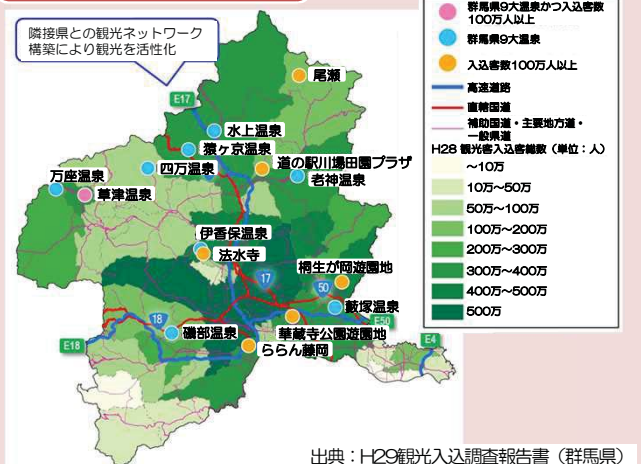 隣接県との観光ネットワーク
構築により観光を活性化
群馬県9大温泉かつ入込客数
100万人以上
群馬県9大温泉
入込客数100万人以上
高速道路
直轄国道
補助国道・主要地方道・
一般県道
H28 観光客入込客総数（単位：人）
～10万
10万～50万
50万～100万
100万～200万
200万～300万
300万～400万
400万～500万
500万
尾瀬
E17
水上温泉
猿ヶ京温泉
道の駅川場田園プラザ
四万温泉
老神温泉
万座温泉
草津温泉
伊香保温泉
法水寺
桐生が岡遊園地
17
50
藪塚温泉
18
E50
磯部温泉
華蔵寺公園遊園地
E18
ららん藤岡
E4
出典：H29観光入込調査報告書（群馬県）